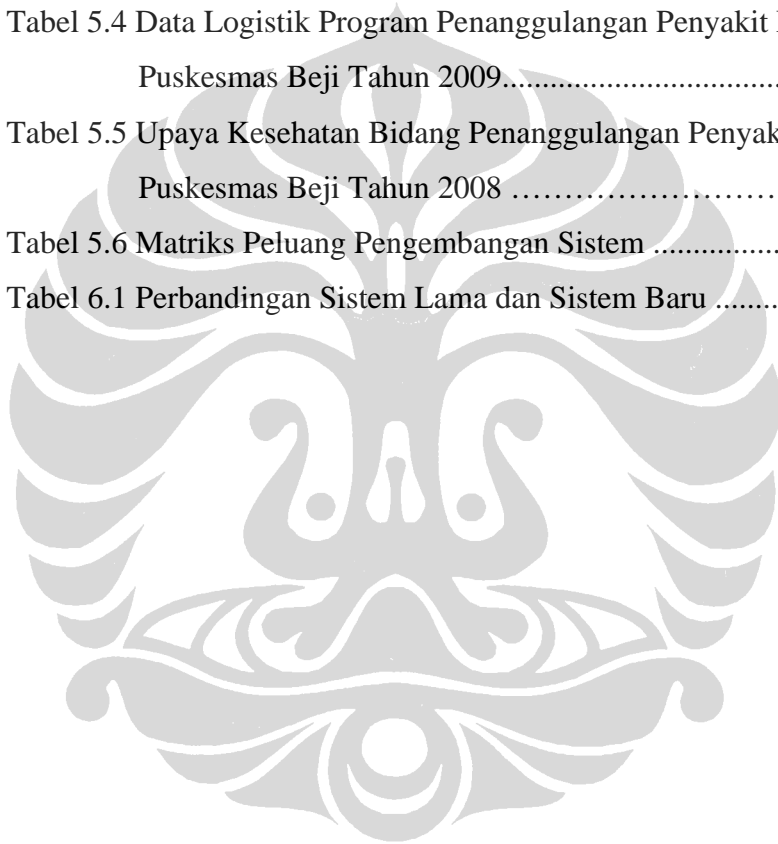 Tabel 5.4 Data Logistik Program Penanggulangan Penyakit
Puskesmas Beji Tahun 2009...................................
Tabel 5.5 Upaya Kesehatan Bidang Penanggulangan
Puskesmas Beji Tahun 2008 ………………………
Tabel 5.6 Matriks Peluang Pengembangan Sistem .................
Tabel 6.1 Perbandingan Sistem Lama dan Sistem Baru ........